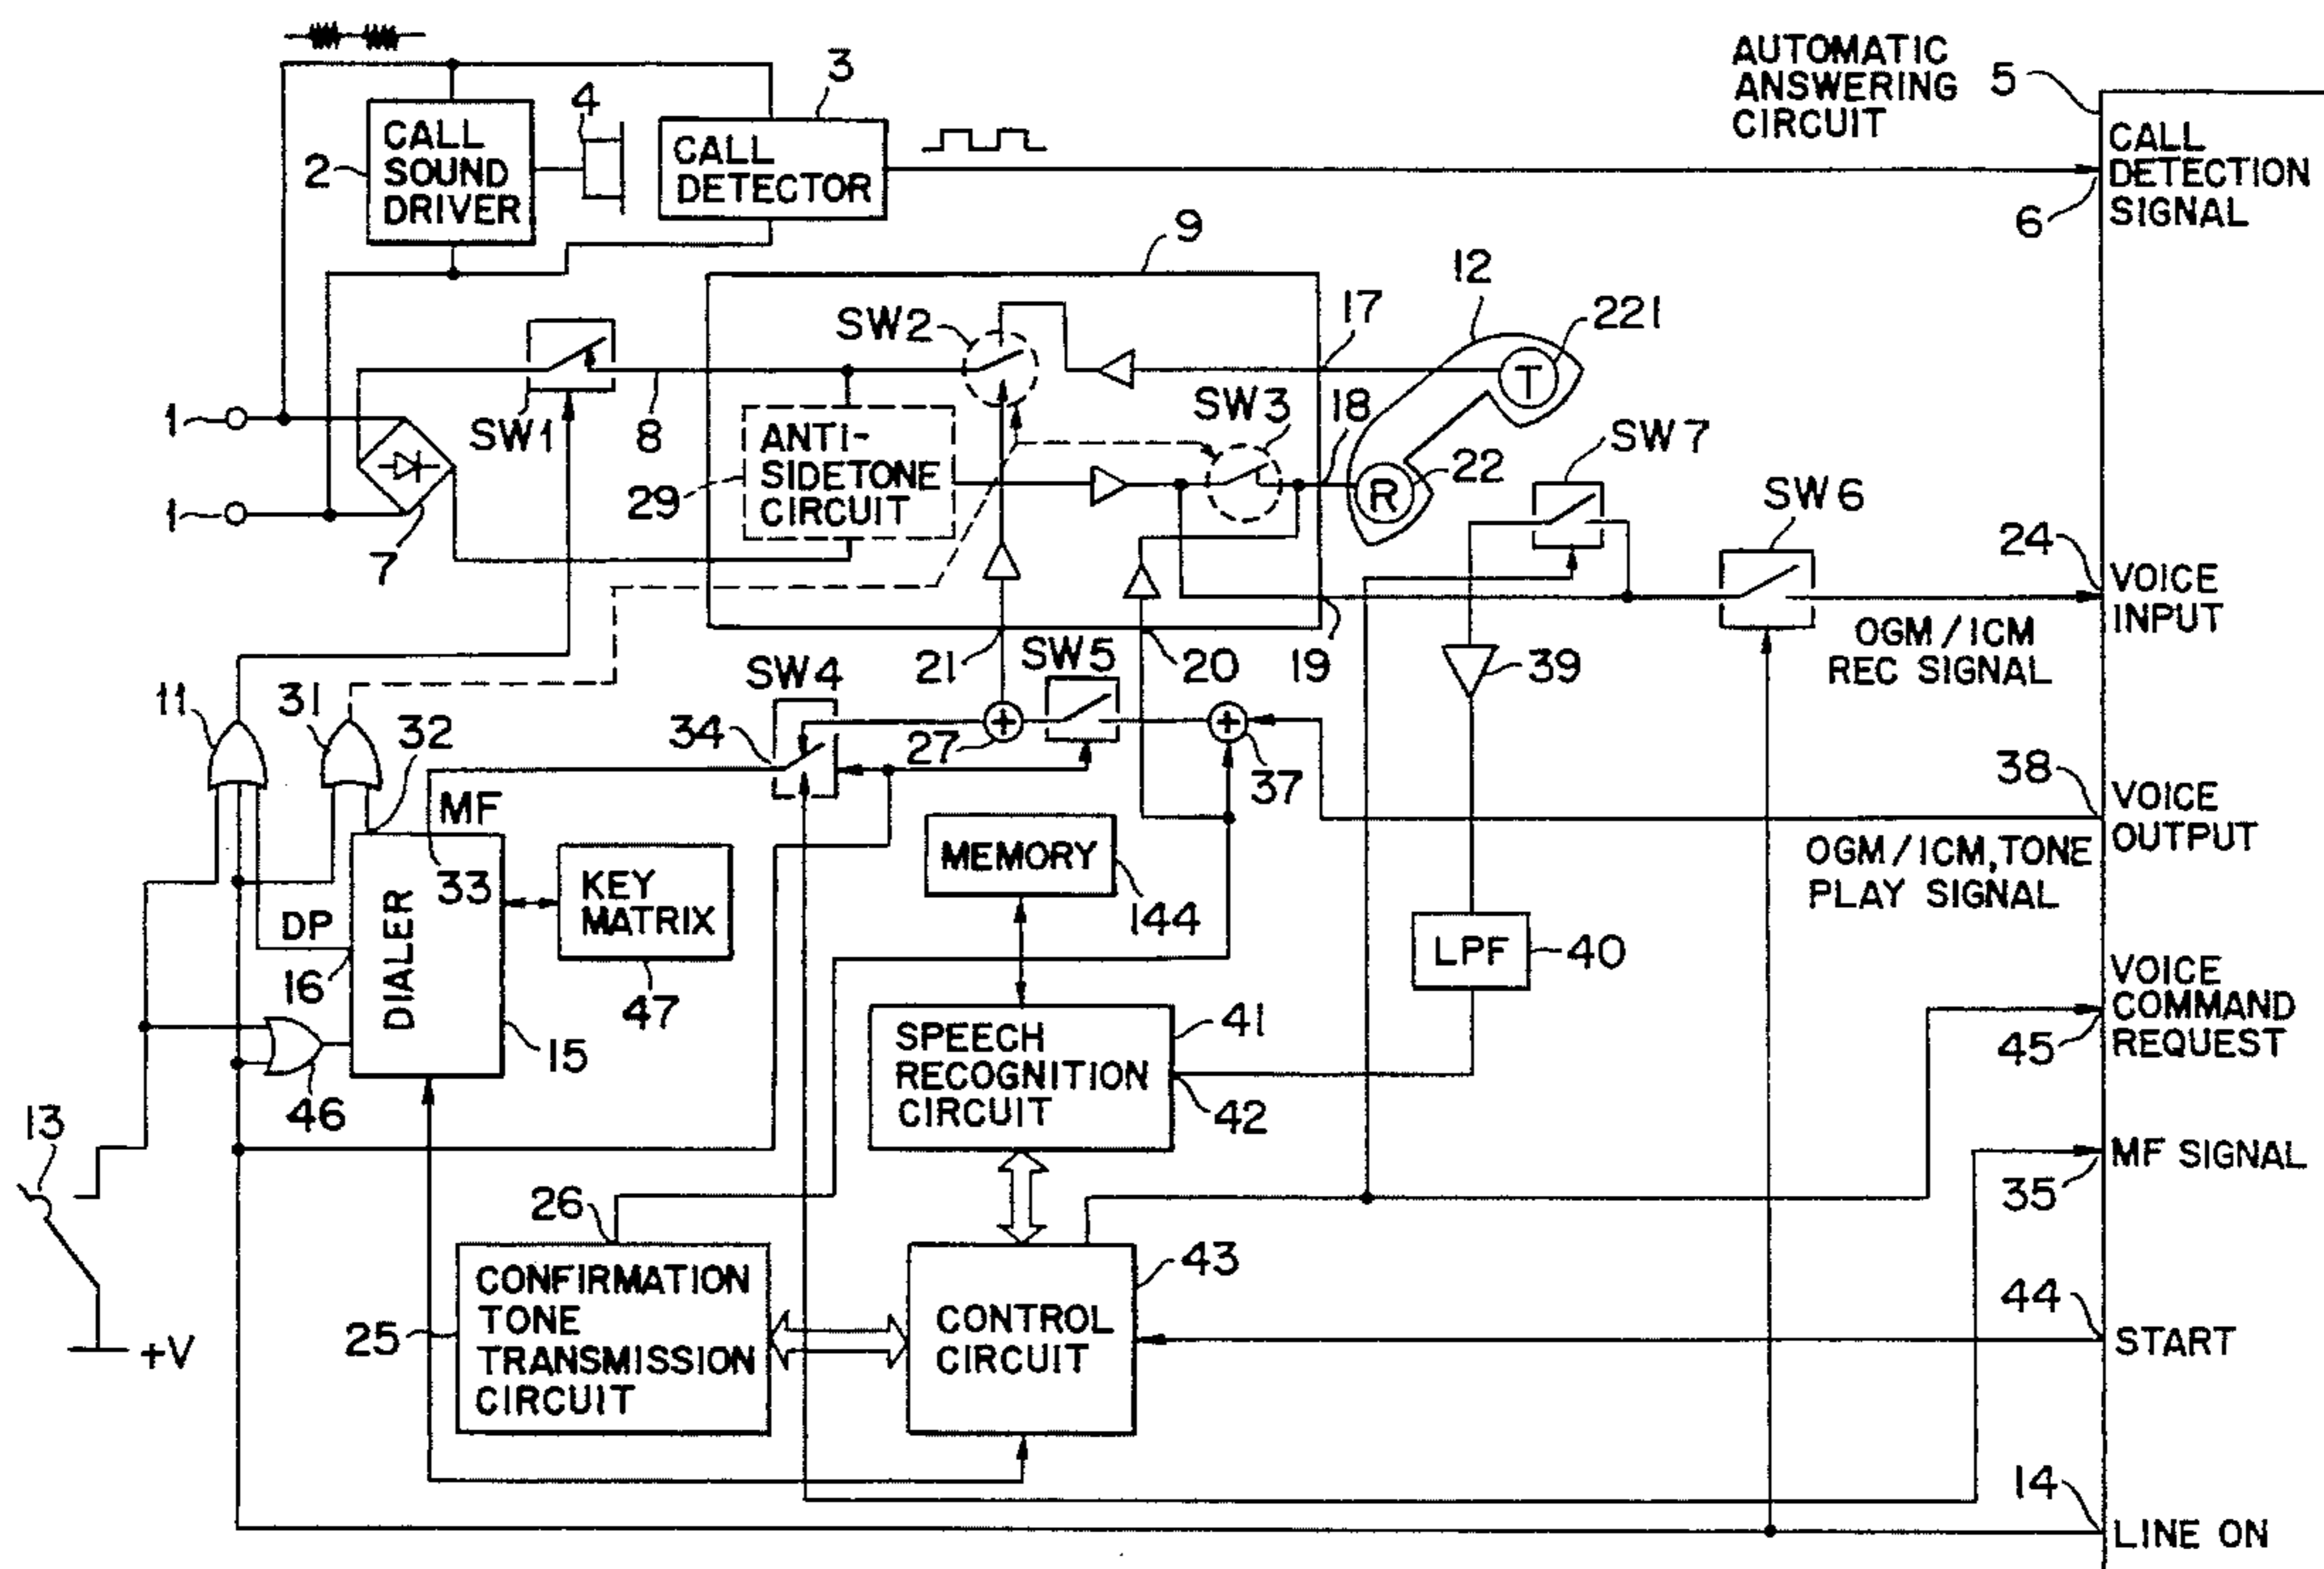 AUTOMATIC
ANSWERING
CIRCUIT
5
3
4
2
CALL
SOUND
DRIVER
CALL
DETECTOR
CALL
DETECTION
SIGNAL
6
9
12
17
221
T
SW2
SW1
8
1
1
7
ANTI-
SIDETONE
CIRCUIT
29
SW3
18
R
22
SW7
SW6
24
VOICE
INPUT
OGM/ICM
REC SIGNAL
21
20
19
39
SW5
SW4
11
31
32
34
27
37
38
VOICE
OUTPUT
OGM/ICM, TONE
PLAY SIGNAL
MF
33
DIALER
KEY
MATRIX
47
MEMORY
144
DP
16
15
46
LPF
40
VOICE
COMMAND
REQUEST
45
SPEECH
RECOGNITION
CIRCUIT
41
42
13
+V
MF SIGNAL
35
26
25
CONFIRMATION
TONE
TRANSMISSION
CIRCUIT
CONTROL
CIRCUIT
43
44
START
14
LINE ON